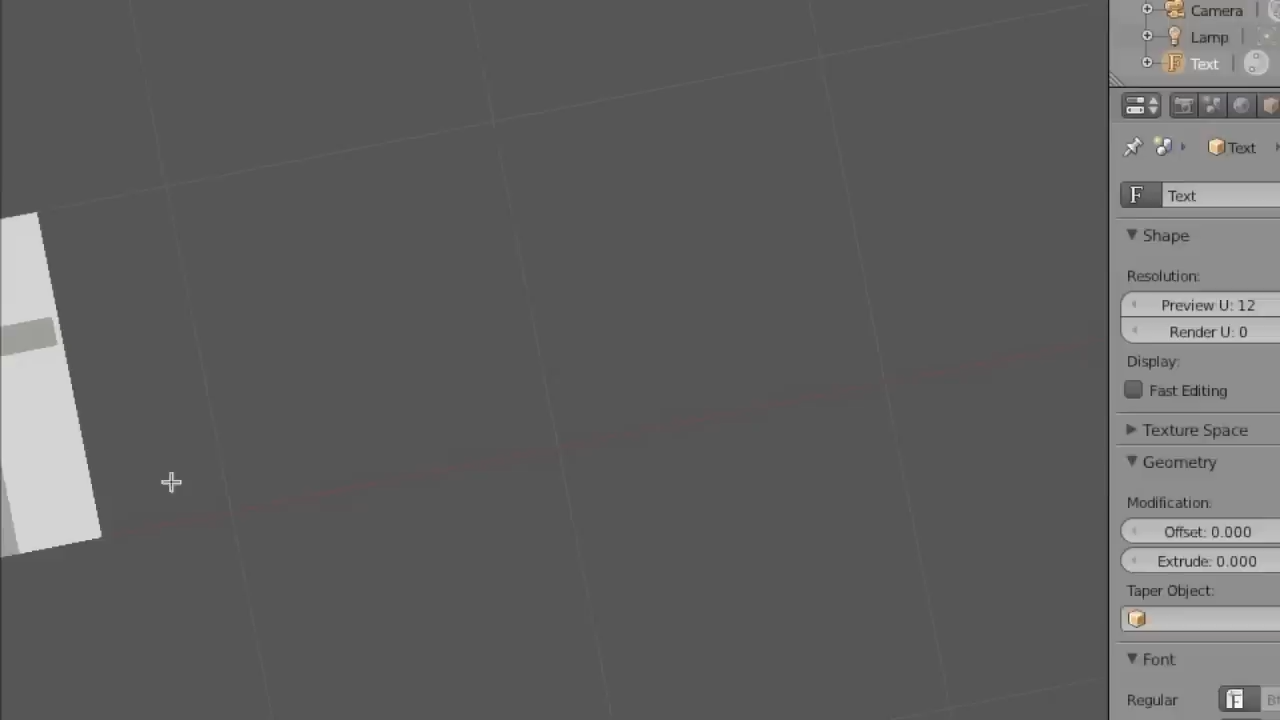 Camera
Lamp
Text
Text
F Text
Shape
Resolution:
Preview U: 12
Render U: 0
Display:
Fast Editing
Texture Space
Geometry
Modification:
Offset: 0.000
Extrude: 0.000
Taper Object:
Font
Regular F